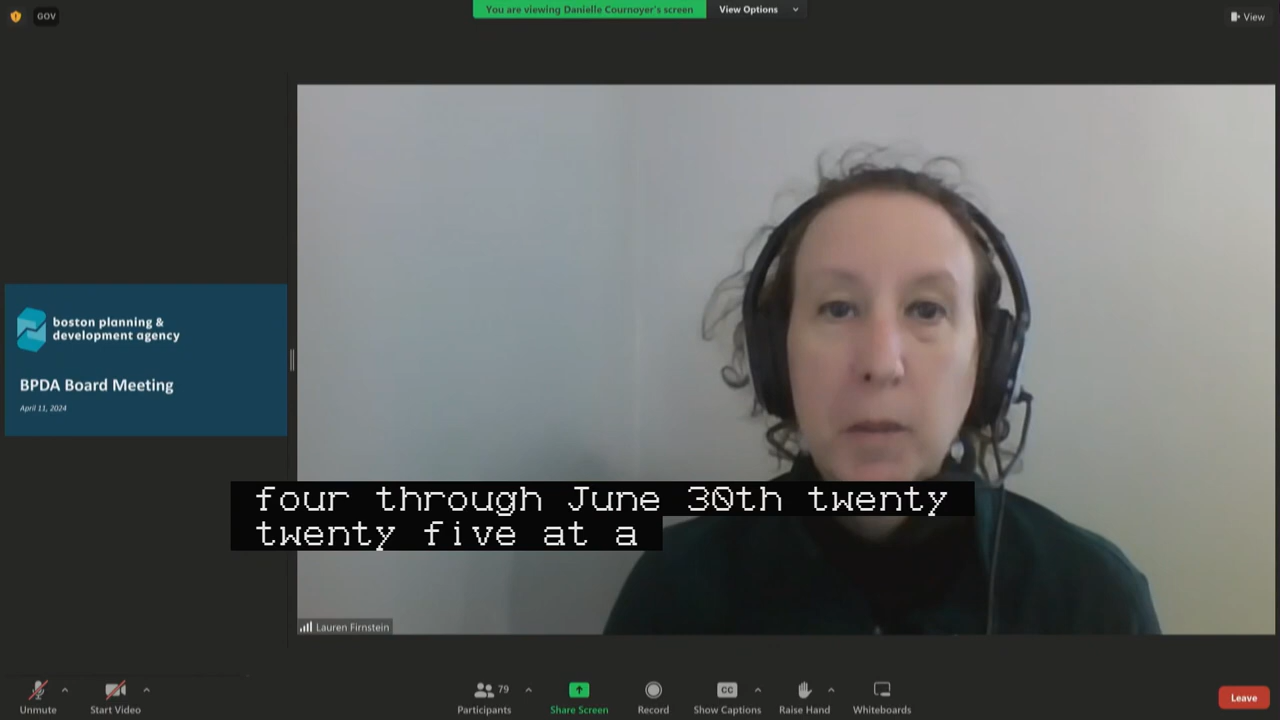 GOV
You are viewing Danielle Cournoyer's screen
View Options
View
boston planning &
development agency
BPDA Board Meeting
April 11, 2024
four through June 30th twenty
twenty five at a
Lauren Firnstein
Unmute
Start Video
79
Participants
Share Screen
Record
CC
Show Captions
Raise Hand
Whiteboards
Leave